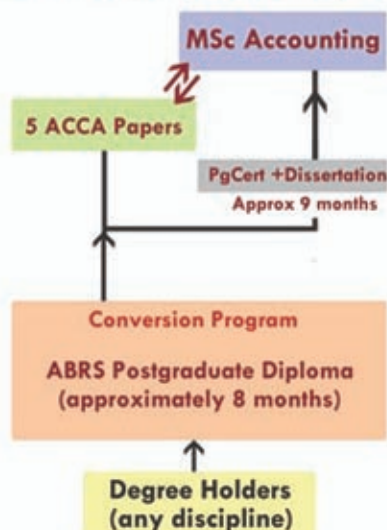 MSc Accounting
5 ACCA Papers
PgCert +Dissertation
Approx 9 months
Conversion Program
ABRS Postgraduate Diploma
(approximately 8 months)
Degree Holders
(any discipline)